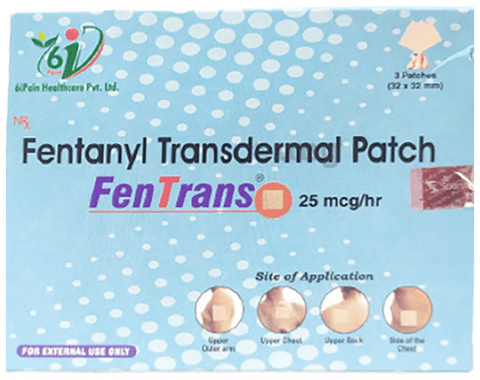 6i
6iPain Healthcare Pvt. Ltd.
3 Patches
(32 x 32 mm)
NRx
Fentanyl Transdermal Patch
FenTrans® 25 mcg/hr
Site of Application
Upper Outer arm
Upper Chest
Upper Back
Side of the Chest
FOR EXTERNAL USE ONLY